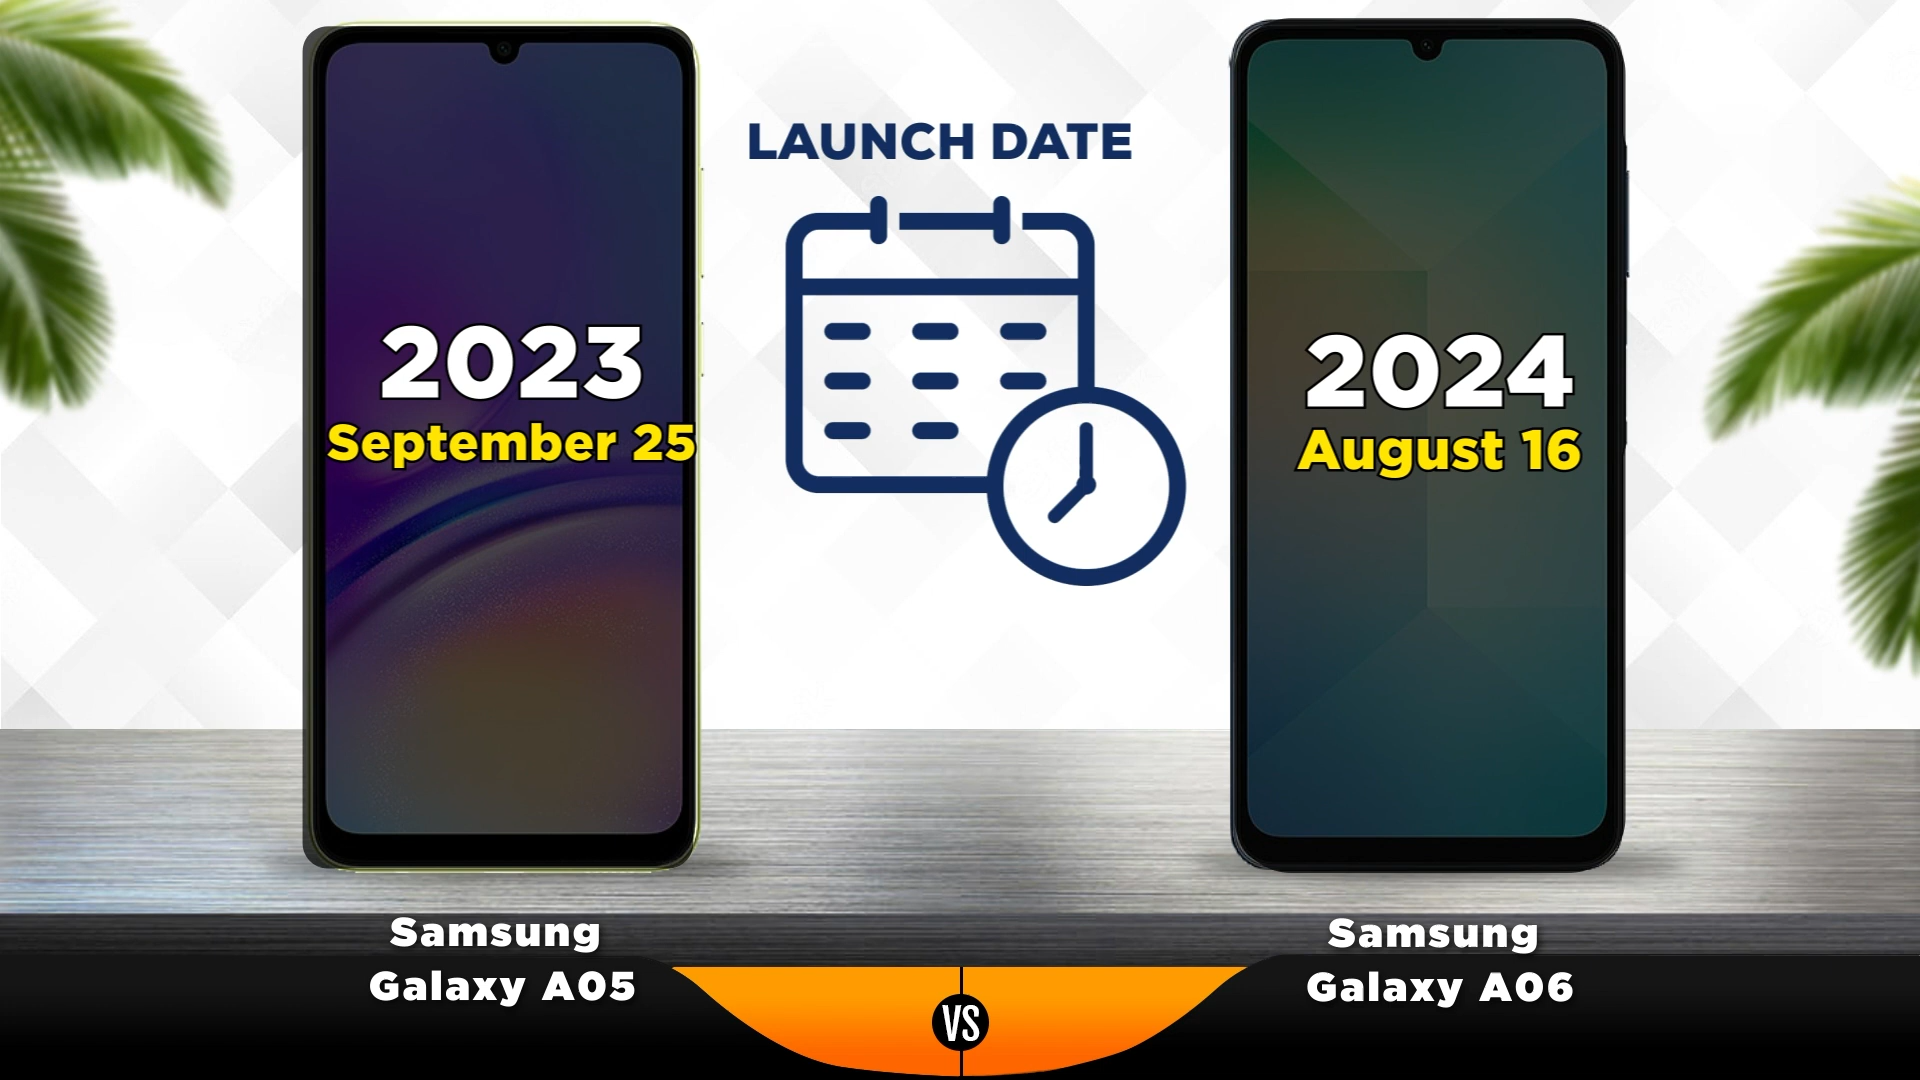 LAUNCH DATE
2023
September 25
2024
August 16
Samsung
Galaxy A05
VS
Samsung
Galaxy A06